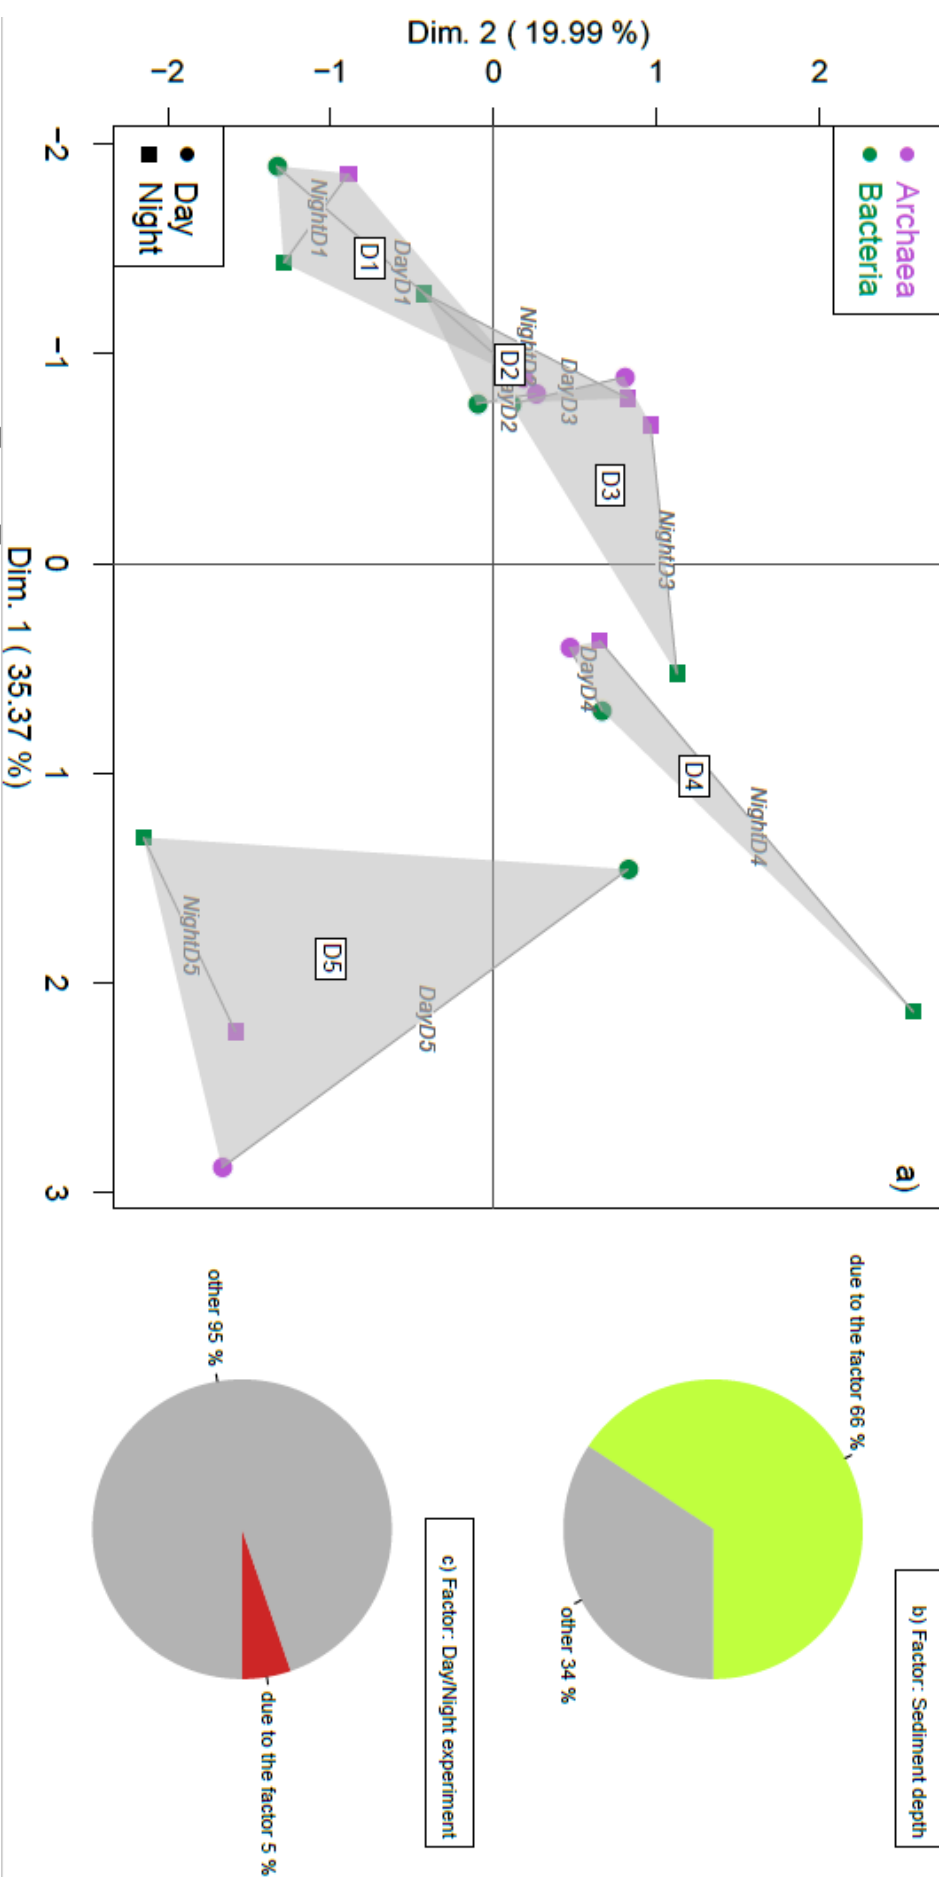 a)
Archaea
Bacteria
Day
Night
Dim. 2 ( 19.99 %)
2
1
0
−1
−2
−2
−1
0
1
2
3
Dim. 1 ( 35.37 %)
NightD1
D1
DayD1
D2
DayD3
D3
NightD3
DayD4
D4
NightD4
NightD5
D5
DayD5
b) Factor: Sediment depth
due to the factor 66 %
other 34 %
c) Factor: Day/Night experiment
other 95 %
due to the factor 5 %